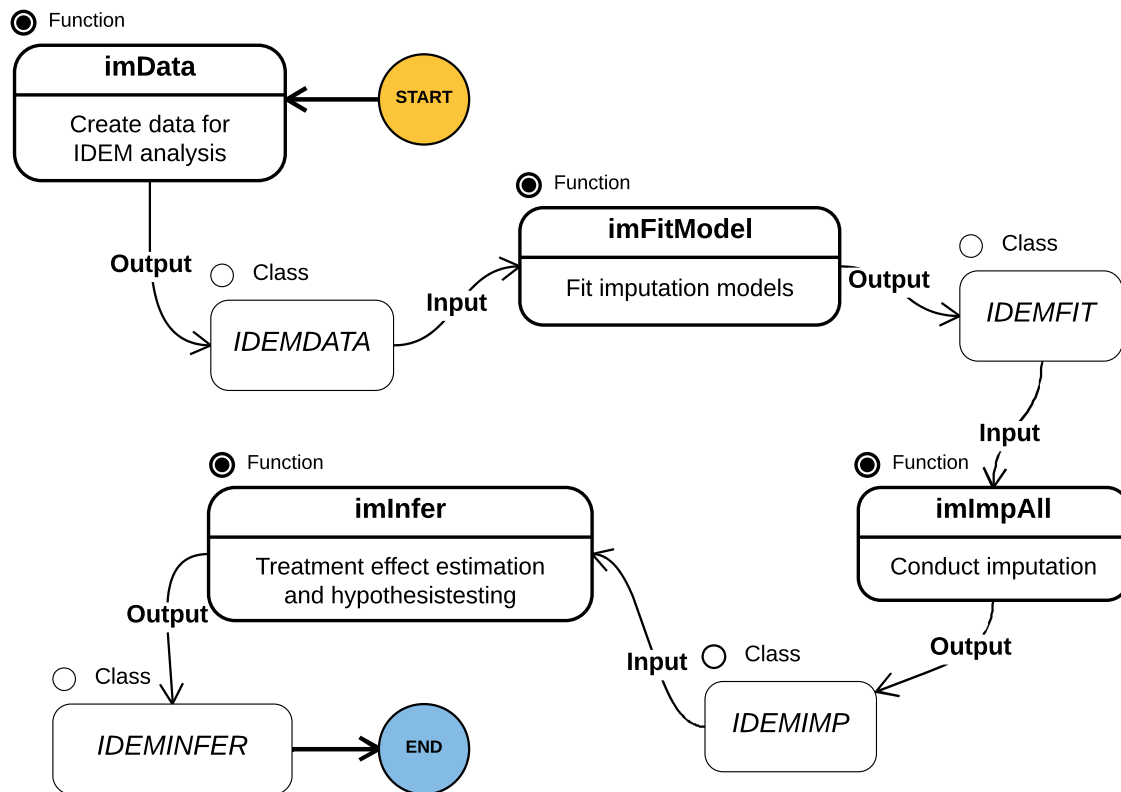 Function
imData
START
Create data for
IDEM analysis
Function
imFitModel
Output
Class
Class
Input
Fit imputation models
Output
IDEMDATA
IDEMFIT
Input
Function
Function
imInfer
imImpAll
Treatment effect estimation
and hypothesistesting
Conduct imputation
Output
Output
Input
Class
Class
IDEMIMP
IDEMINFER
END